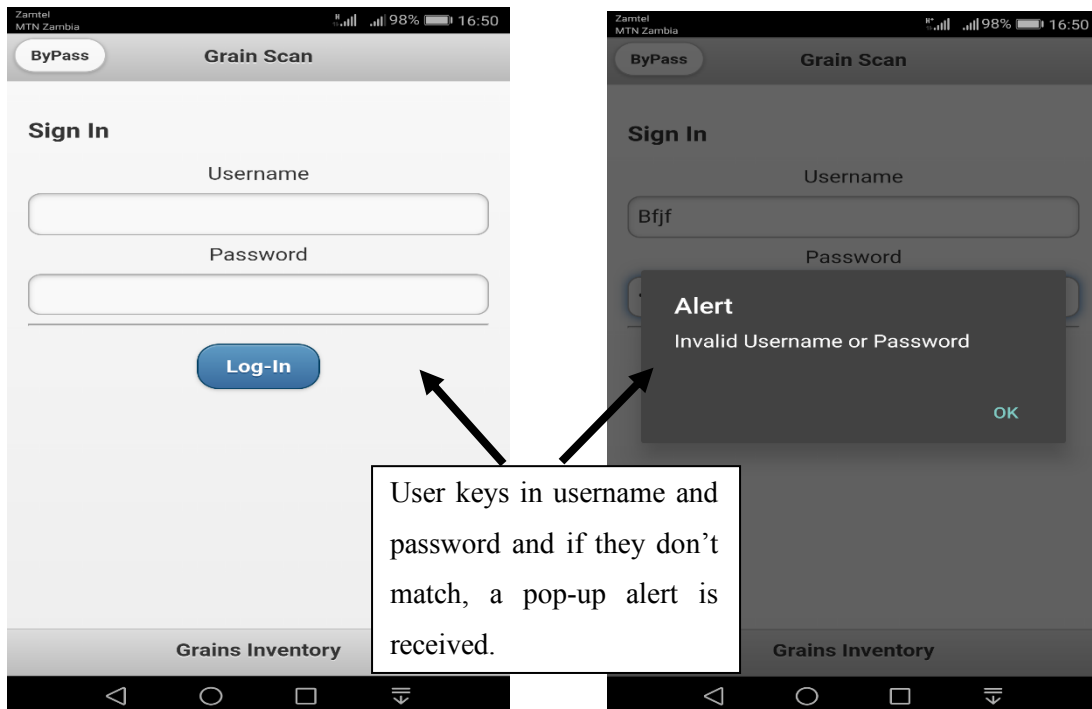 Zamtel
MTN Zambia
98% 16:50
ByPass
Grain Scan
Sign In
Username
Password
Log-In
Grains Inventory
Zamtel
MTN Zambia
98% 16:50
ByPass
Grain Scan
Sign In
Username
Bfjf
Password
Alert
Invalid Username or Password
OK
Grains Inventory
User keys in username and
password and if they don’t
match, a pop-up alert is
received.